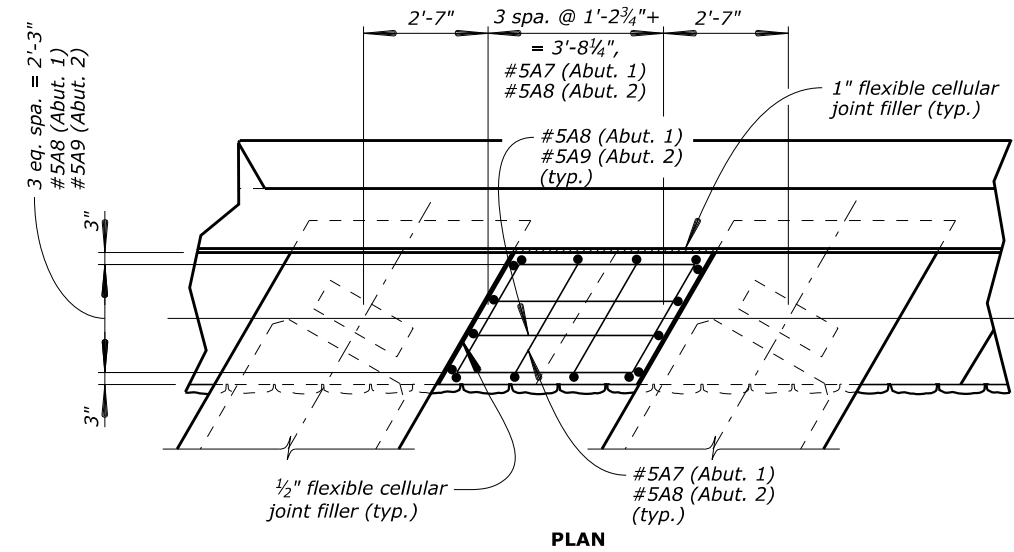 2'-7"
3 spa. @ 1'-2¾"+
= 3'-8¼",
#5A7 (Abut. 1)
#5A8 (Abut. 2)
2'-7"
3 eq. spa. = 2'-3"
#5A8 (Abut. 1)
#5A9 (Abut. 2)
1" flexible cellular
joint filler (typ.)
#5A8 (Abut. 1)
#5A9 (Abut. 2)
(typ.)
3"
3"
½" flexible cellular
joint filler (typ.)
#5A7 (Abut. 1)
#5A8 (Abut. 2)
(typ.)
PLAN